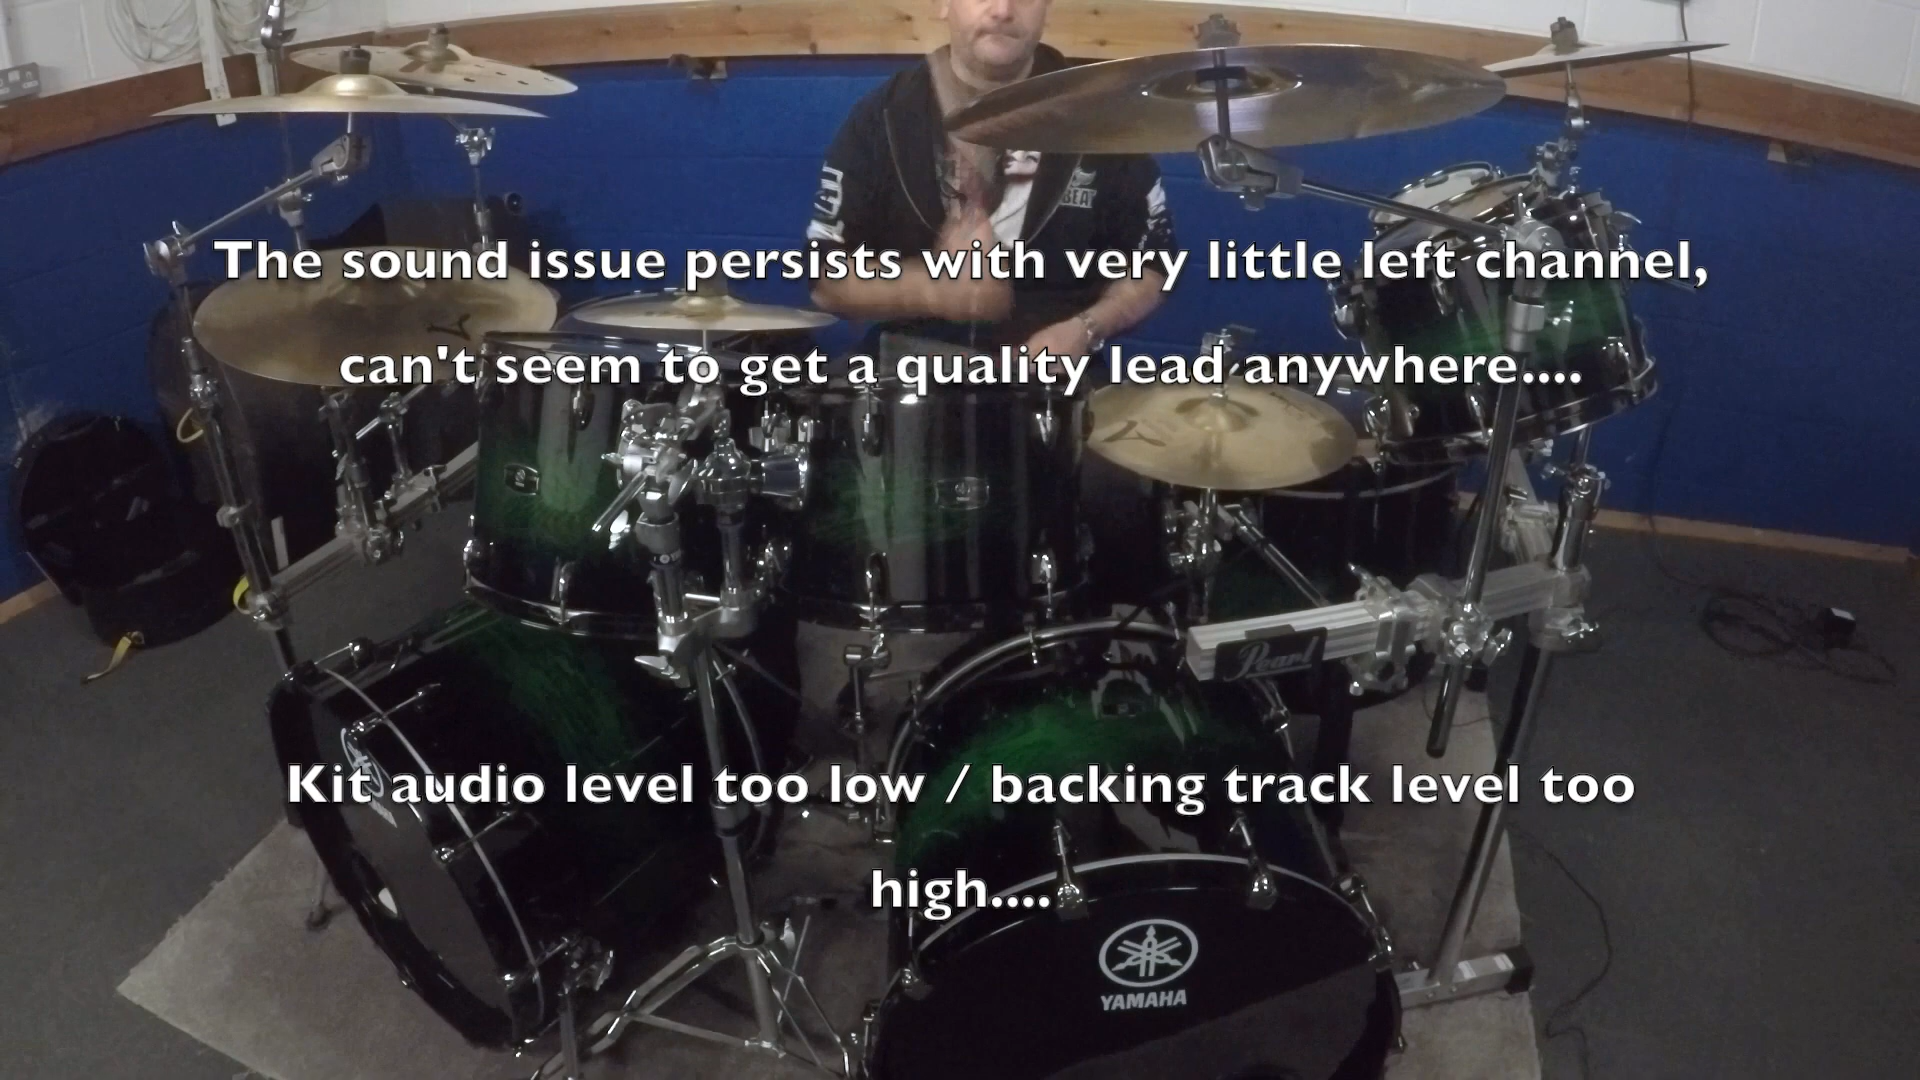 BEAT
The sound issue persists with very little left channel,
can't seem to get a quality lead anywhere....
Pearl
Kit audio level too low / backing track level too
high....
YAMAHA